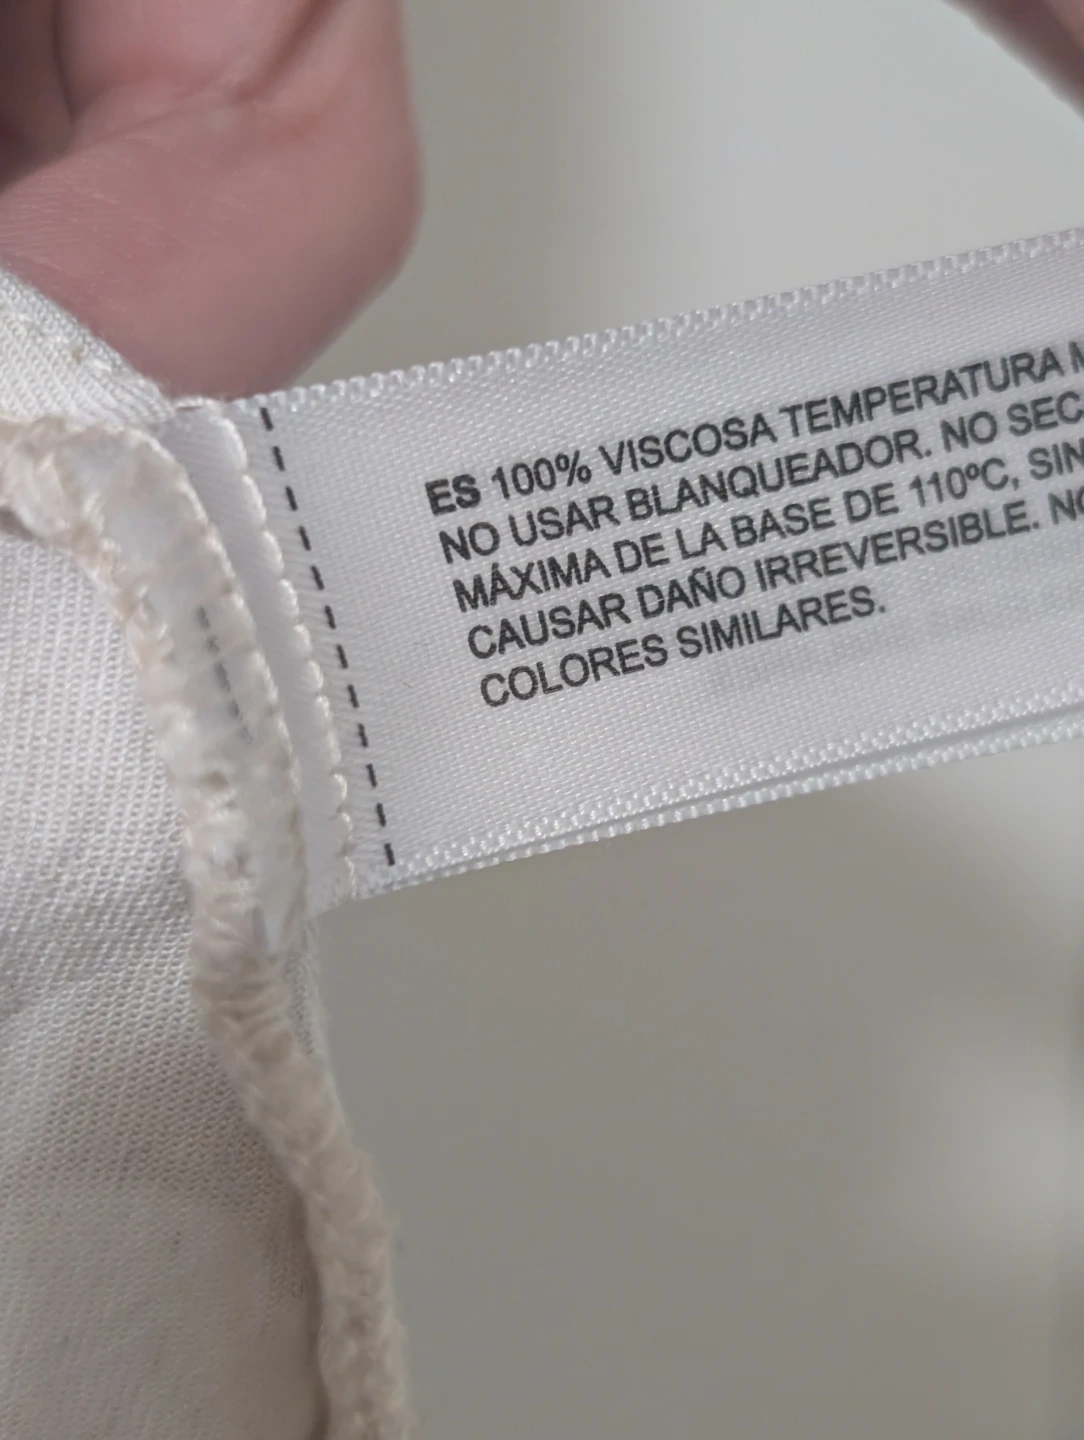 ES 100% VISCOSA TEMPERATURA
NO USAR BLANQUEADOR. NO
MÁXIMA DE LA BASE DE 110ºC,
CAUSAR DAÑO IRREVERSIBLE.
COLORES SIMILARES.